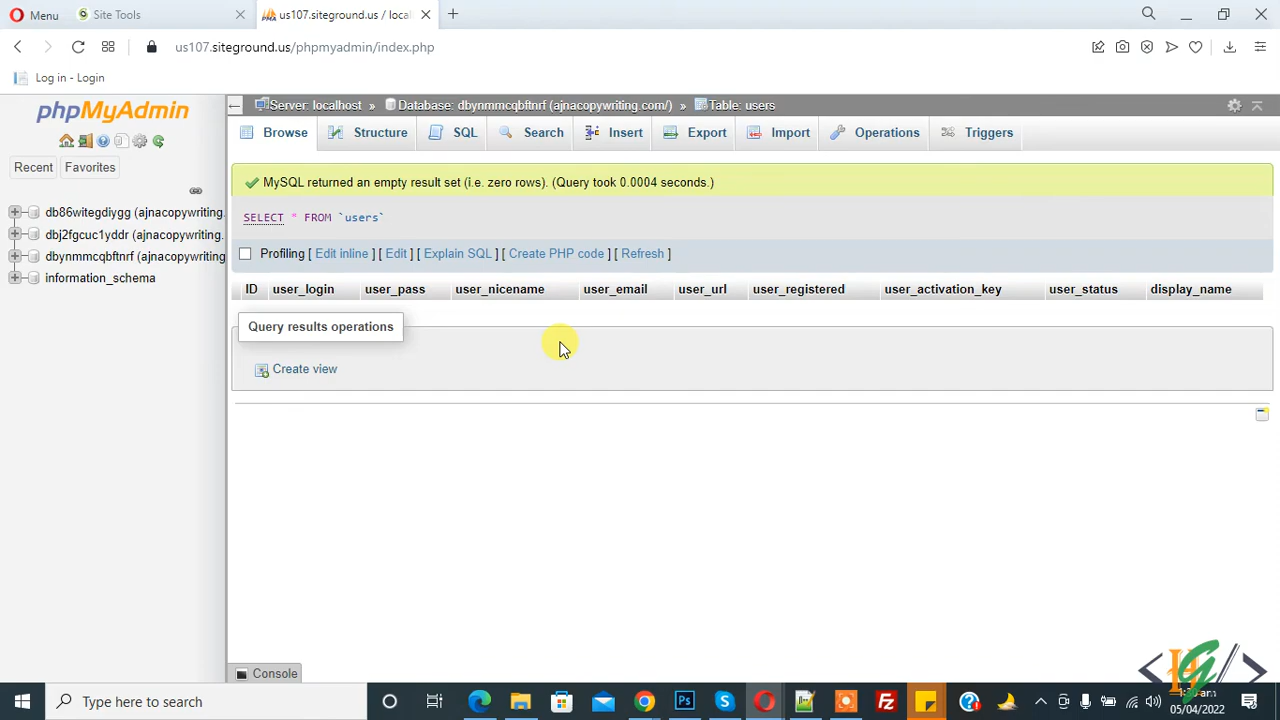 Menu
Site Tools
us107.siteground.us / local
us107.siteground.us/phpmyadmin/index.php
Log in - Login
phpMyAdmin
Recent
Favorites
db86witegdiygg (ajnacopywriting.
dbj2fgcuc1yddr (ajnacopywriting.
dbynmmcqbftnrf (ajnacopywriting
information_schema
Server: localhost » Database: dbynmmcqbftnrf (ajnacopywriting.com/) » Table: users
Browse Structure SQL Search Insert Export Import Operations Triggers
MySQL returned an empty result set (i.e. zero rows). (Query took 0.0004 seconds.)
SELECT * FROM `users`
Profiling [ Edit inline ] [ Edit ] [ Explain SQL ] [ Create PHP code ] [ Refresh ]
ID user_login user_pass user_nicename user_email user_url user_registered user_activation_key user_status display_name
Query results operations
Create view
Console
Type here to search
05/04/2022